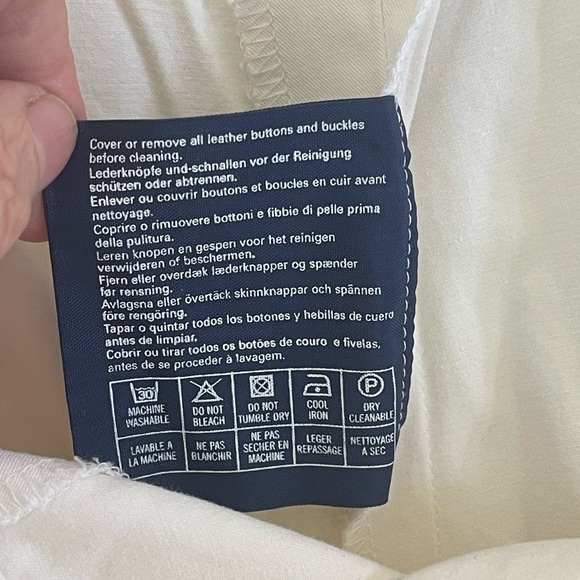 Cover or remove all leather buttons and buckles
before cleaning.
Lederknöpfe und-schnallen vor der Reinigung
schützen oder abtrennen.
Enlever ou couvrir boutons et boucles en cuir avant
nettoyage.
Coprire o rimuovere bottoni e fibbie di pelle prima
della pulitura.
Leren knopen en gespen voor het reinigen
verwijderen of beschermen.
Fjern eller overdæk læderknapper og spænder
før rensning.
Avlagsna eller övertäck skinnknappar och spännen
före rengöring.
Tapar o quintar todos los botones y hebillas de cuero
antes de limpiar.
Cobrir ou tirar todos os botões de couro e fivelas,
antes de se proceder à lavagem.
30 P
MACHINE WASHABLE DO NOT BLEACH DO NOT TUMBLE DRY COOL IRON DRY CLEANABLE
LAVABLE A LA MACHINE NE PAS BLANCHIR NE PAS SECHER EN MACHINE LEGER REPASSAGE NETTOYAGE A SEC